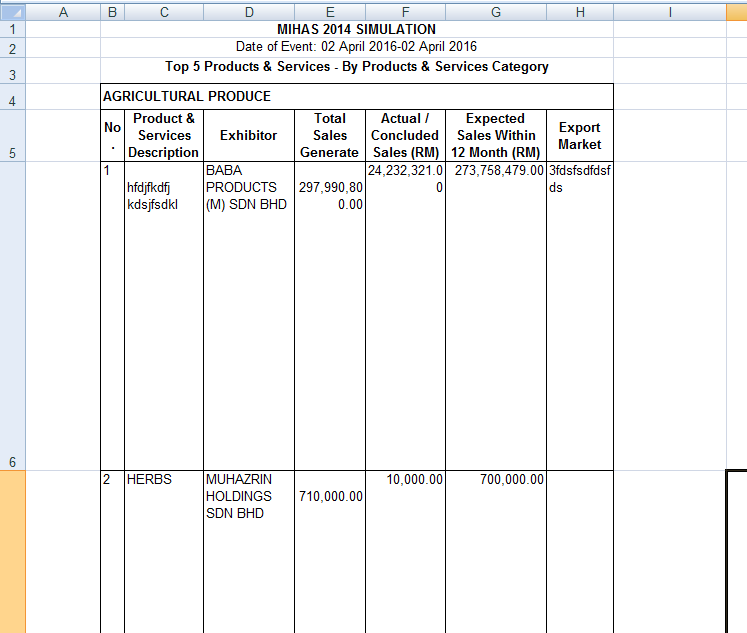 A B C D E F G H I
1 MIHAS 2014 SIMULATION
2 Date of Event: 02 April 2016-02 April 2016
3 Top 5 Products & Services - By Products & Services Category
4 AGRICULTURAL PRODUCE
5
No
.
Product &
Services
Description
Exhibitor
Total
Sales
Generate
Actual /
Concluded
Sales (RM)
Expected
Sales Within
12 Month (RM)
Export
Market
6
1
hfdjfkdfj
kdsjfsdkl
BABA
PRODUCTS
(M) SDN BHD
297,990,80
0.00
24,232,321.0
0
273,758,479.00
3fdsfsdfdsf
ds
2
HERBS
MUHAZRIN
HOLDINGS
SDN BHD
710,000.00
10,000.00
700,000.00